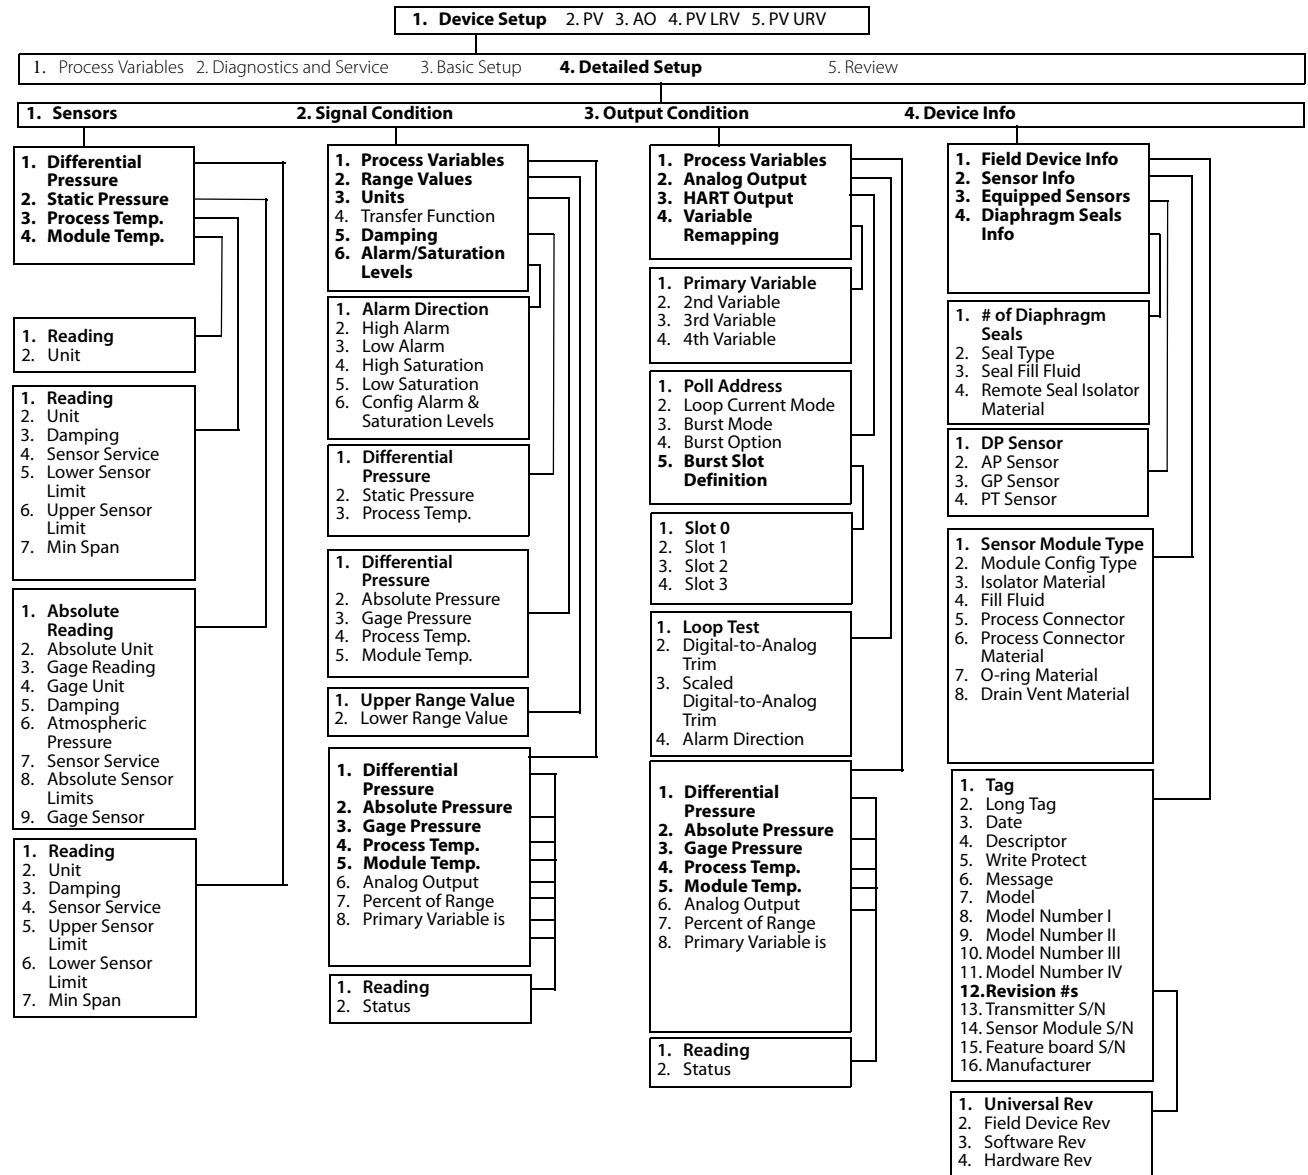 1. Device Setup 2. PV 3. AO 4. PV LRV 5. PV URV
1. Process Variables 2. Diagnostics and Service 3. Basic Setup 4. Detailed Setup 5. Review
1. Sensors 2. Signal Condition 3. Output Condition 4. Device Info
1. Differential
Pressure
2. Static Pressure
3. Process Temp.
4. Module Temp.
1. Reading
2. Unit
1. Reading
2. Unit
3. Damping
4. Sensor Service
5. Lower Sensor
Limit
6. Upper Sensor
Limit
7. Min Span
1. Absolute
Reading
2. Absolute Unit
3. Gage Reading
4. Gage Unit
5. Damping
6. Atmospheric
Pressure
7. Sensor Service
8. Absolute Sensor
Limits
9. Gage Sensor
1. Reading
2. Unit
3. Damping
4. Sensor Service
5. Upper Sensor
Limit
6. Lower Sensor
Limit
7. Min Span
1. Process Variables
2. Range Values
3. Units
4. Transfer Function
5. Damping
6. Alarm/Saturation
Levels
1. Alarm Direction
2. High Alarm
3. Low Alarm
4. High Saturation
5. Low Saturation
6. Config Alarm &
Saturation Levels
1. Differential
Pressure
2. Static Pressure
3. Process Temp.
1. Differential
Pressure
2. Absolute Pressure
3. Gage Pressure
4. Process Temp.
5. Module Temp.
1. Upper Range Value
2. Lower Range Value
1. Differential
Pressure
2. Absolute Pressure
3. Gage Pressure
4. Process Temp.
5. Module Temp.
6. Analog Output
7. Percent of Range
8. Primary Variable is
1. Reading
2. Status
1. Process Variables
2. Analog Output
3. HART Output
4. Variable
Remapping
1. Primary Variable
2. 2nd Variable
3. 3rd Variable
4. 4th Variable
1. Poll Address
2. Loop Current Mode
3. Burst Mode
4. Burst Option
5. Burst Slot
Definition
1. Slot 0
2. Slot 1
3. Slot 2
4. Slot 3
1. Loop Test
2. Digital-to-Analog
Trim
3. Scaled
Digital-to-Analog
Trim
4. Alarm Direction
1. Differential
Pressure
2. Absolute Pressure
3. Gage Pressure
4. Process Temp.
5. Module Temp.
6. Analog Output
7. Percent of Range
8. Primary Variable is
1. Reading
2. Status
1. Field Device Info
2. Sensor Info
3. Equipped Sensors
4. Diaphragm Seals
Info
1. # of Diaphragm
Seals
2. Seal Type
3. Seal Fill Fluid
4. Remote Seal Isolator
Material
1. DP Sensor
2. AP Sensor
3. GP Sensor
4. PT Sensor
1. Sensor Module Type
2. Module Config Type
3. Isolator Material
4. Fill Fluid
5. Process Connector
6. Process Connector
Material
7. O-ring Material
8. Drain Vent Material
1. Tag
2. Long Tag
3. Date
4. Descriptor
5. Write Protect
6. Message
7. Model
8. Model Number I
9. Model Number II
10. Model Number III
11. Model Number IV
12.Revision #s
13. Transmitter S/N
14. Sensor Module S/N
15. Feature board S/N
16. Manufacturer
1. Universal Rev
2. Field Device Rev
3. Software Rev
4. Hardware Rev